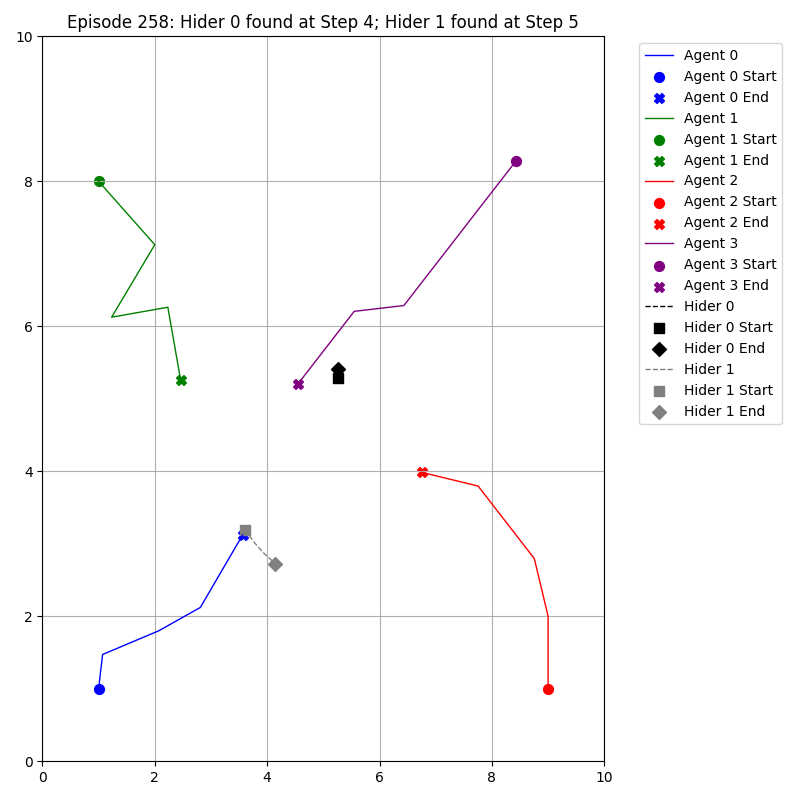 Episode 258: Hider 0 found at Step 4; Hider 1 found at Step 5
10
8
6
4
2
0
0 2 4 6 8 10
Agent 0
Agent 0 Start
Agent 0 End
Agent 1
Agent 1 Start
Agent 1 End
Agent 2
Agent 2 Start
Agent 2 End
Agent 3
Agent 3 Start
Agent 3 End
Hider 0
Hider 0 Start
Hider 0 End
Hider 1
Hider 1 Start
Hider 1 End